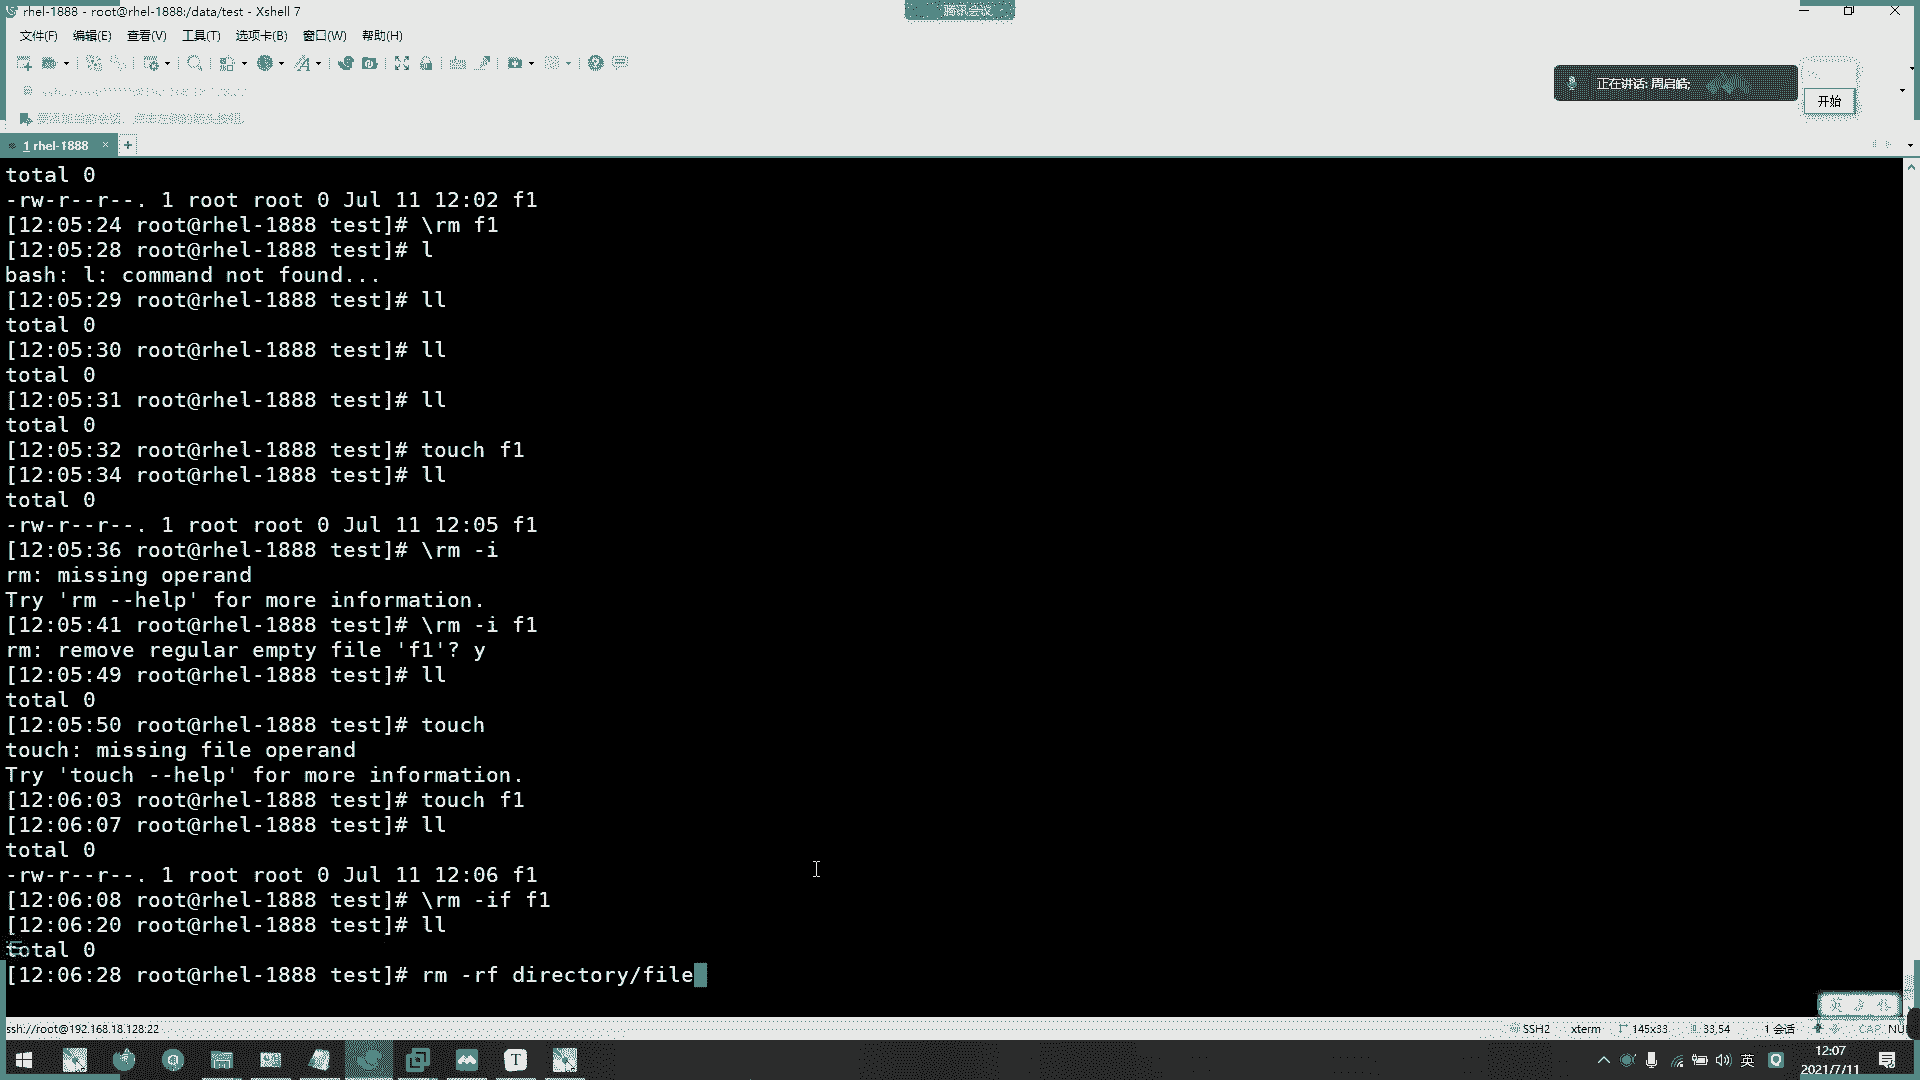 rhel-1888 - root@rhel-1888:/data/test - Xshell 7
腾讯会议
文件(F) 编辑(E) 查看(V) 工具(T) 选项卡(B) 窗口(W) 帮助(H)
正在讲话: 周启皓;
开始
1 rhel-1888 × +
total 0
-rw-r--r--. 1 root root 0 Jul 11 12:02 f1
[12:05:24 root@rhel-1888 test]# \rm f1
[12:05:28 root@rhel-1888 test]# l
bash: l: command not found...
[12:05:29 root@rhel-1888 test]# ll
total 0
[12:05:30 root@rhel-1888 test]# ll
total 0
[12:05:31 root@rhel-1888 test]# ll
total 0
[12:05:32 root@rhel-1888 test]# touch f1
[12:05:34 root@rhel-1888 test]# ll
total 0
-rw-r--r--. 1 root root 0 Jul 11 12:05 f1
[12:05:36 root@rhel-1888 test]# \rm -i
rm: missing operand
Try 'rm --help' for more information.
[12:05:41 root@rhel-1888 test]# \rm -i f1
rm: remove regular empty file 'f1'? y
[12:05:49 root@rhel-1888 test]# ll
total 0
[12:05:50 root@rhel-1888 test]# touch
touch: missing file operand
Try 'touch --help' for more information.
[12:06:03 root@rhel-1888 test]# touch f1
[12:06:07 root@rhel-1888 test]# ll
total 0
-rw-r--r--. 1 root root 0 Jul 11 12:06 f1
[12:06:08 root@rhel-1888 test]# \rm -if f1
[12:06:20 root@rhel-1888 test]# ll
total 0
[12:06:28 root@rhel-1888 test]# rm -rf directory/file
英
ssh://root@192.168.18.128:22 SSH2 xterm 145x33 33,54 1 会话 CAP NUM
英
12:07
2021/7/11